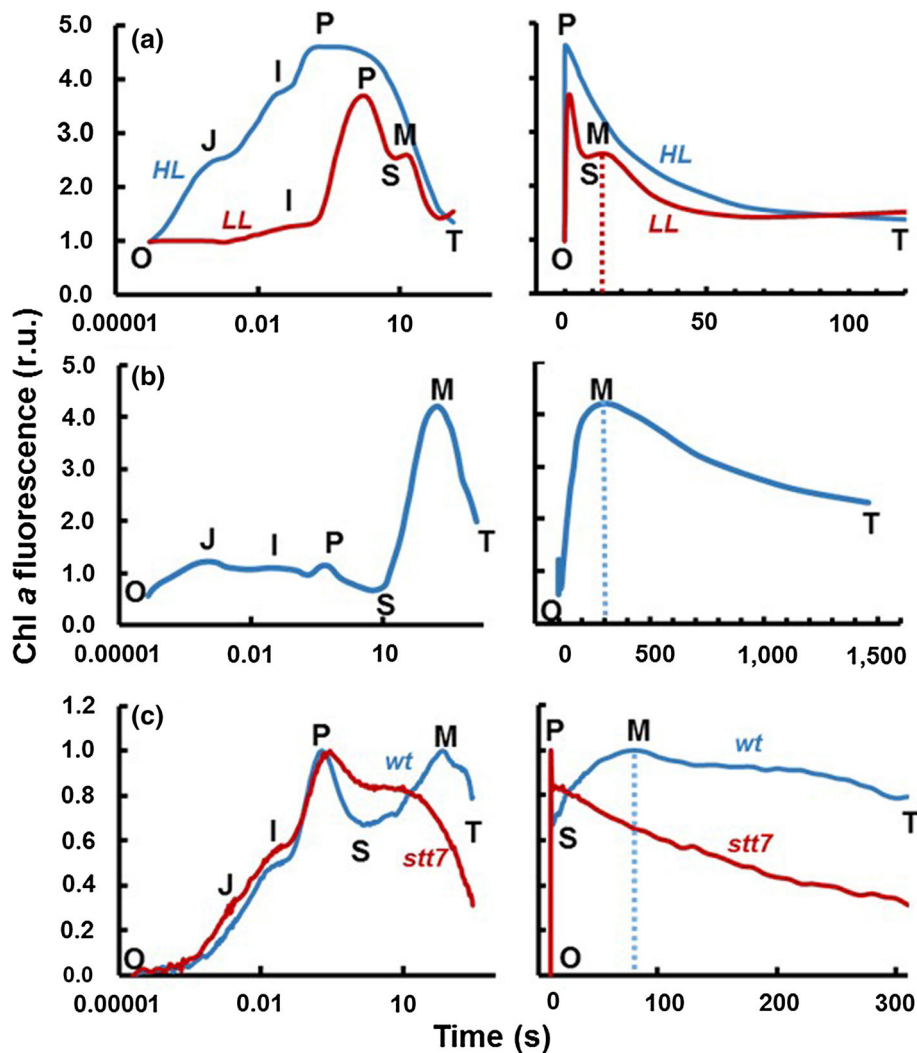 Chl a fluorescence (r.u.)
(a)
5.0
4.0
3.0
2.0
1.0
0.0
O
J
I
P
HL
LL
I
P
S
M
T
0.00001
0.01
10
P
M
S
HL
LL
O
T
0
50
100
(b)
5.0
4.0
3.0
2.0
1.0
0.0
O
J
I
P
S
M
T
0.00001
0.01
10
M
O
T
0
500
1,000
1,500
(c)
1.2
1.0
0.8
0.6
0.4
0.2
0.0
O
J
I
P
S
M
T
wt
stt7
0.00001
0.01
10
P
M
S
O
wt
stt7
T
0
100
200
300
Time (s)